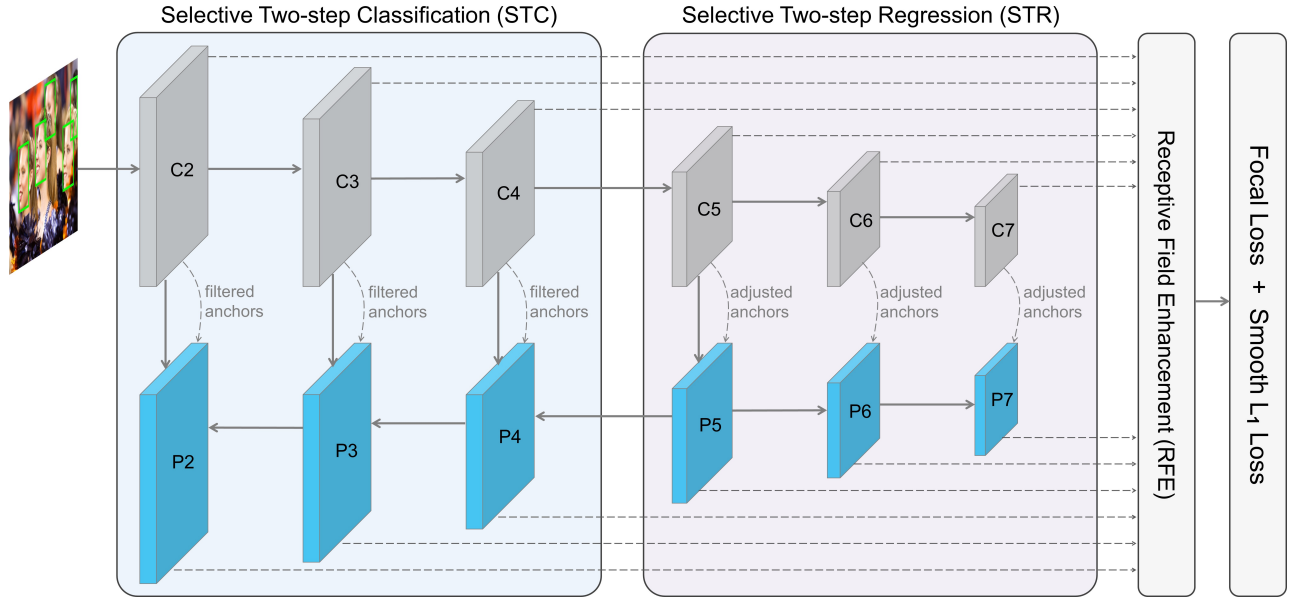 Selective Two-step Classification (STC)
Selective Two-step Regression (STR)
C2
C3
C4
C5
C6
C7
filtered
anchors
filtered
anchors
filtered
anchors
adjusted
anchors
adjusted
anchors
adjusted
anchors
P2
P3
P4
P5
P6
P7
Receptive Field Enhancement (RFE)
Focal Loss + Smooth L₁ Loss